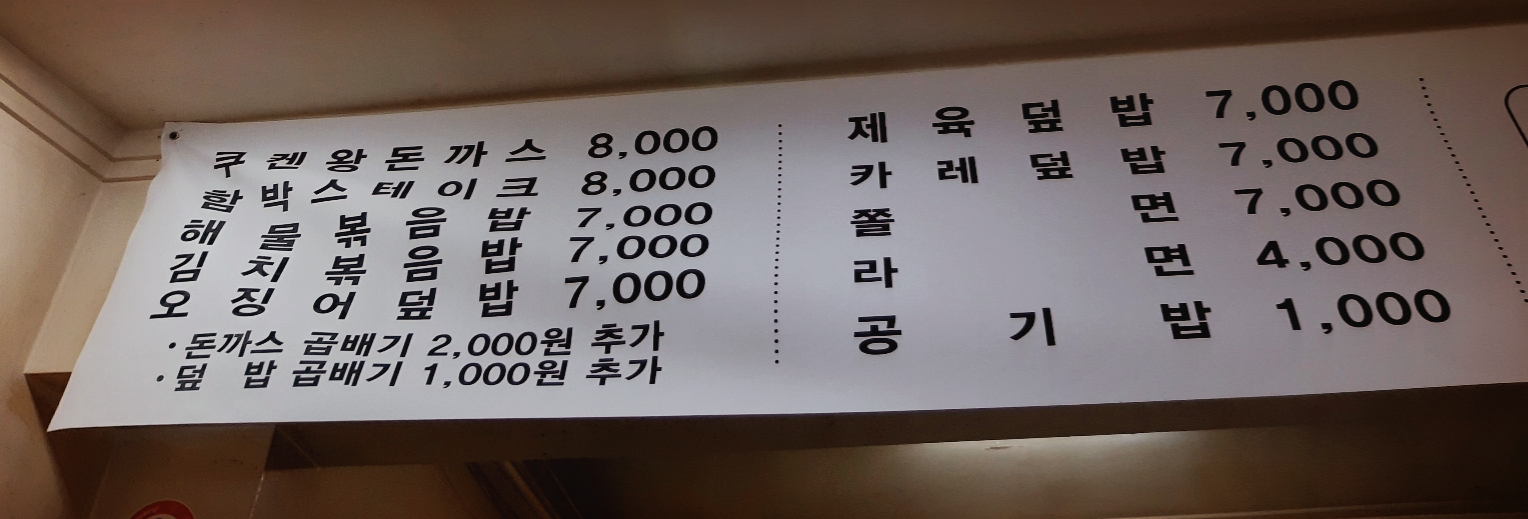 쿠켄왕돈까스 8,000
함박스테이크 8,000
해물볶음밥 7,000
김치볶음밥 7,000
오징어덮밥 7,000
·돈까스 곱배기 2,000원 추가
·덮밥 곱배기 1,000원 추가
제육덮밥 7,000
카레덮밥 7,000
쫄면 7,000
라면 4,000
공기밥 1,000